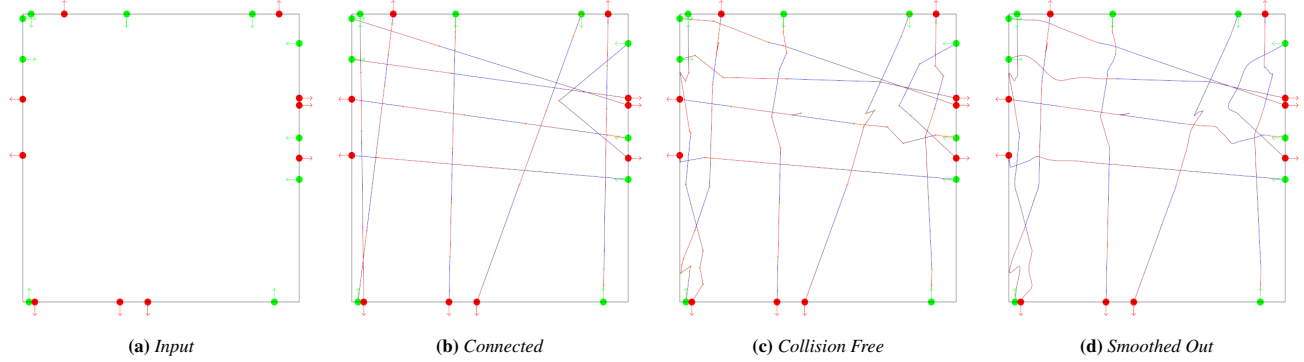 (a) Input
(b) Connected
(c) Collision Free
(d) Smoothed Out